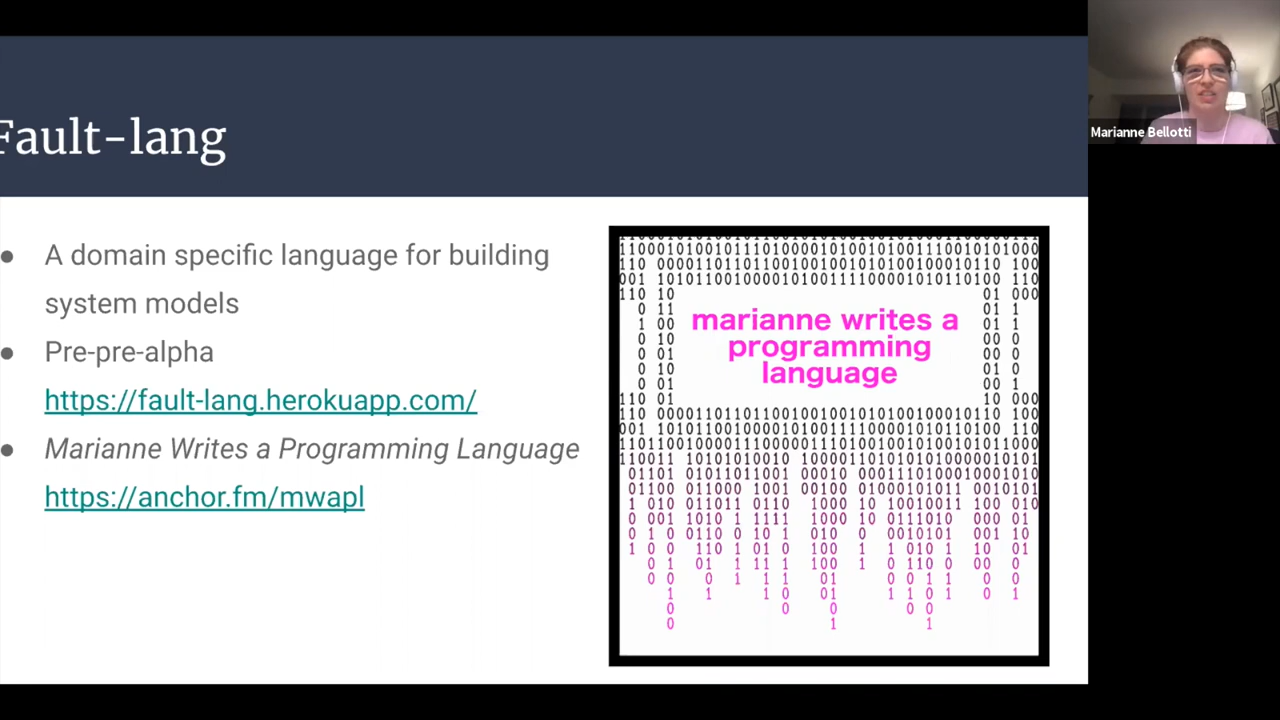 Fault-lang
Marianne Bellotti
A domain specific language for building
system models
Pre-pre-alpha
https://fault-lang.herokuapp.com/
Marianne Writes a Programming Language
https://anchor.fm/mwapl
marianne writes a
programming
language